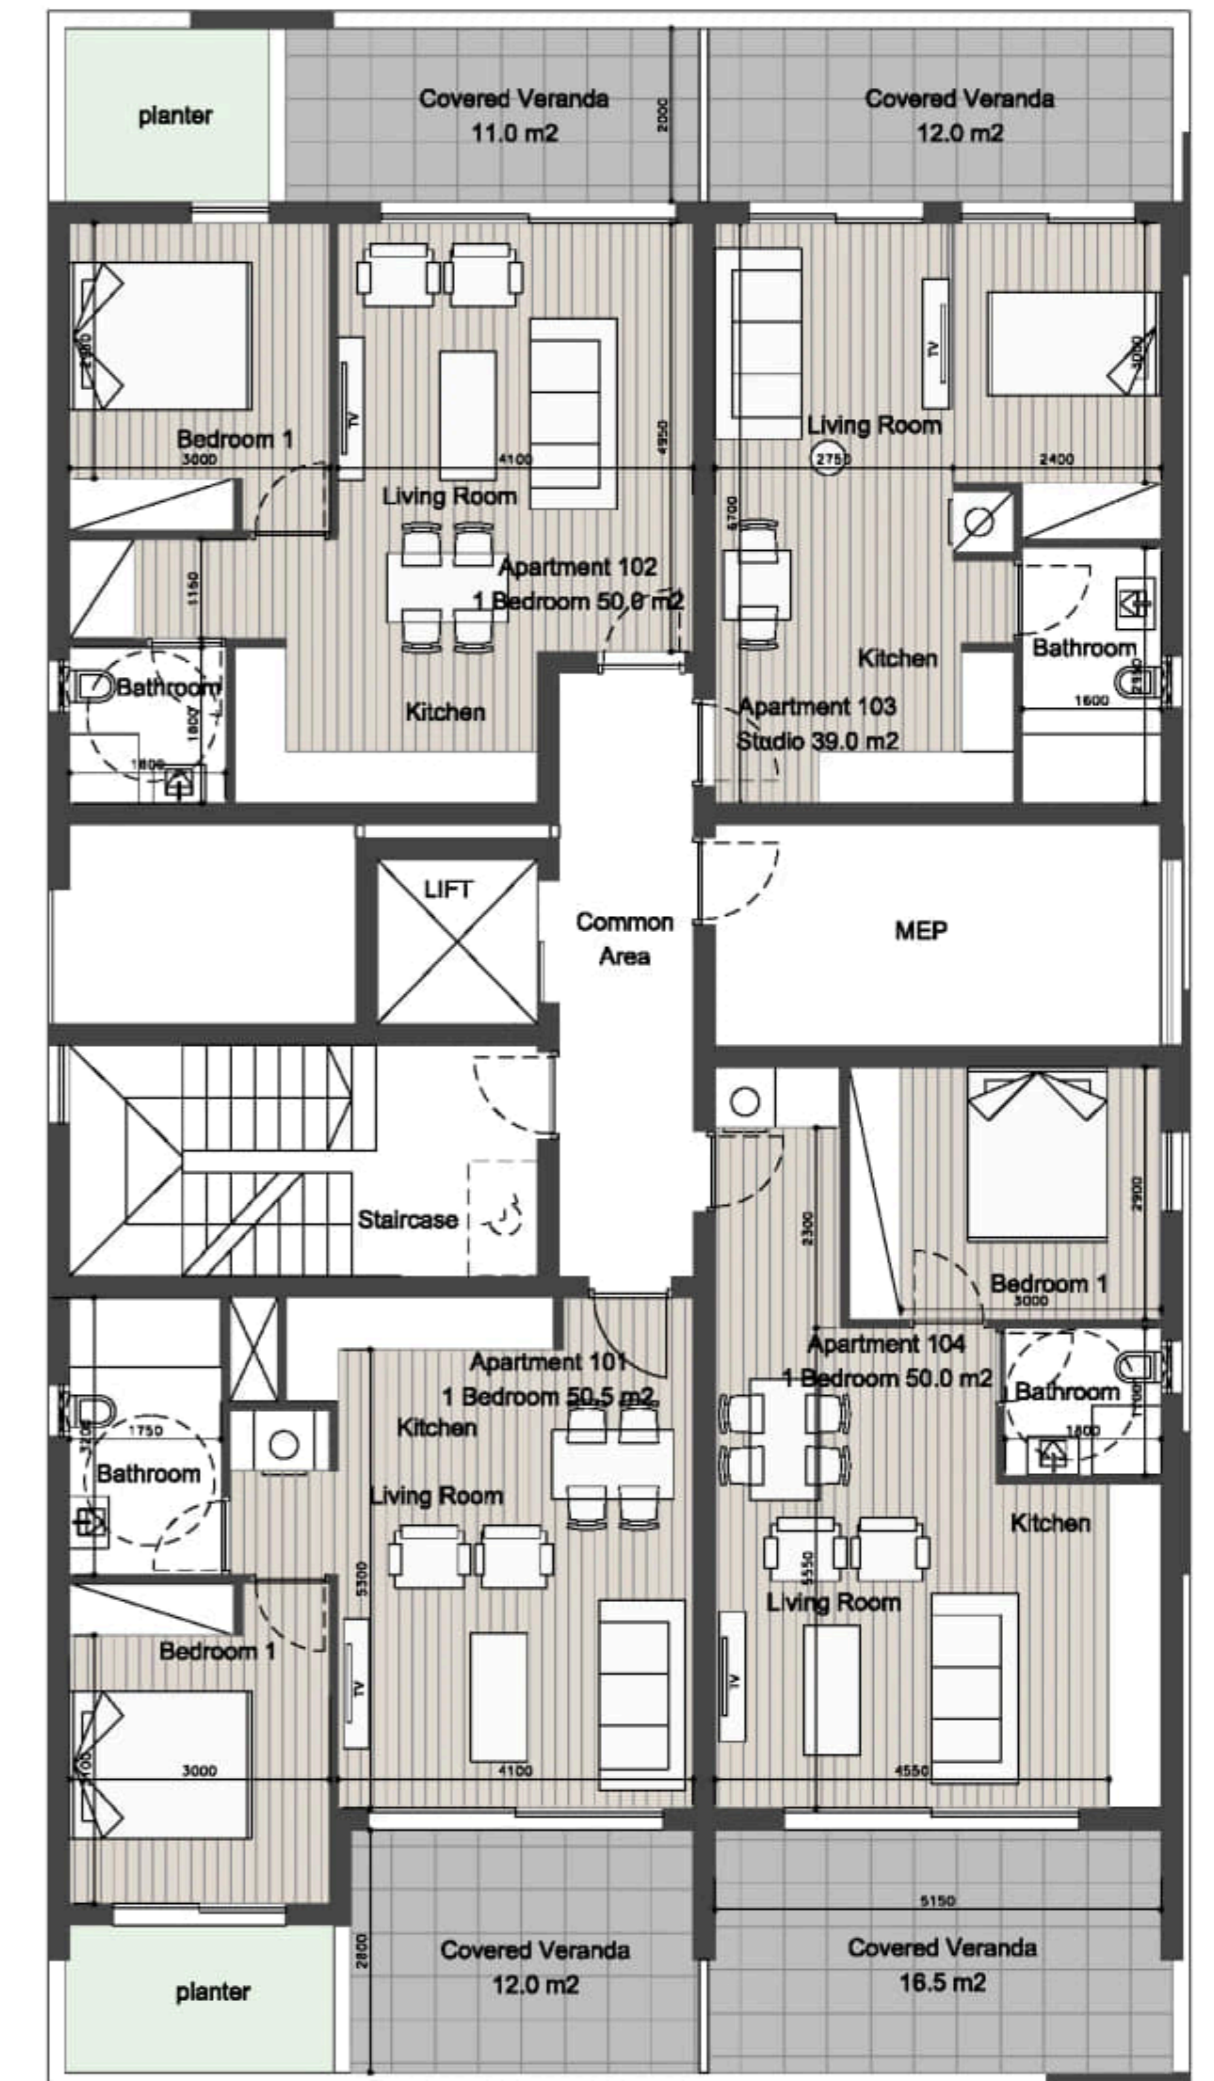 planter
Covered Veranda
11.0 m2
2000
Covered Veranda
12.0 m2
TV
4950
Bedroom 1
3000
4100
Living Room
Apartment 102
1 Bedroom 50.0 m2
1150
Bathroom
1800
1800
Kitchen
TV
3000
Living Room
2750
2400
6700
Kitchen
Bathroom
1600
Apartment 103
Studio 39.0 m2
LIFT
Common
Area
MEP
Staircase
2300
2900
Bedroom 1
3000
Apartment 104
1 Bedroom 50.0 m2
Bathroom
1700
1800
Kitchen
5550
Living Room
TV
4550
Apartment 101
1 Bedroom 50.5 m2
Kitchen
3200
1750
Bathroom
Living Room
5300
Bedroom 1
TV
3000
4100
5150
2800
Covered Veranda
12.0 m2
Covered Veranda
16.5 m2
planter